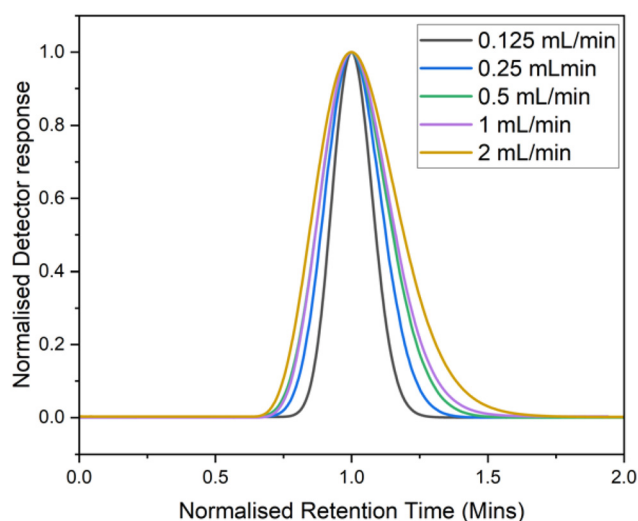 Normalised Detector response
1.0
0.8
0.6
0.4
0.2
0.0
0.125 mL/min
0.25 mLmin
0.5 mL/min
1 mL/min
2 mL/min
0.0 0.5 1.0 1.5 2.0
Normalised Retention Time (Mins)